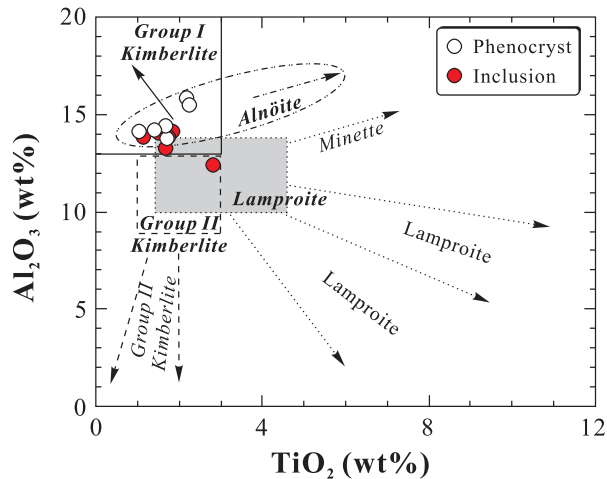 20
15
10
5
0
Al₂O₃ (wt%)
Group I
Kimberlite
Phenocryst
Inclusion
Alnöite
Minette
Lamproite
Group II
Kimberlite
Lamproite
Lamproite
Group II
Kimberlite
0
4
8
12
TiO₂ (wt%)